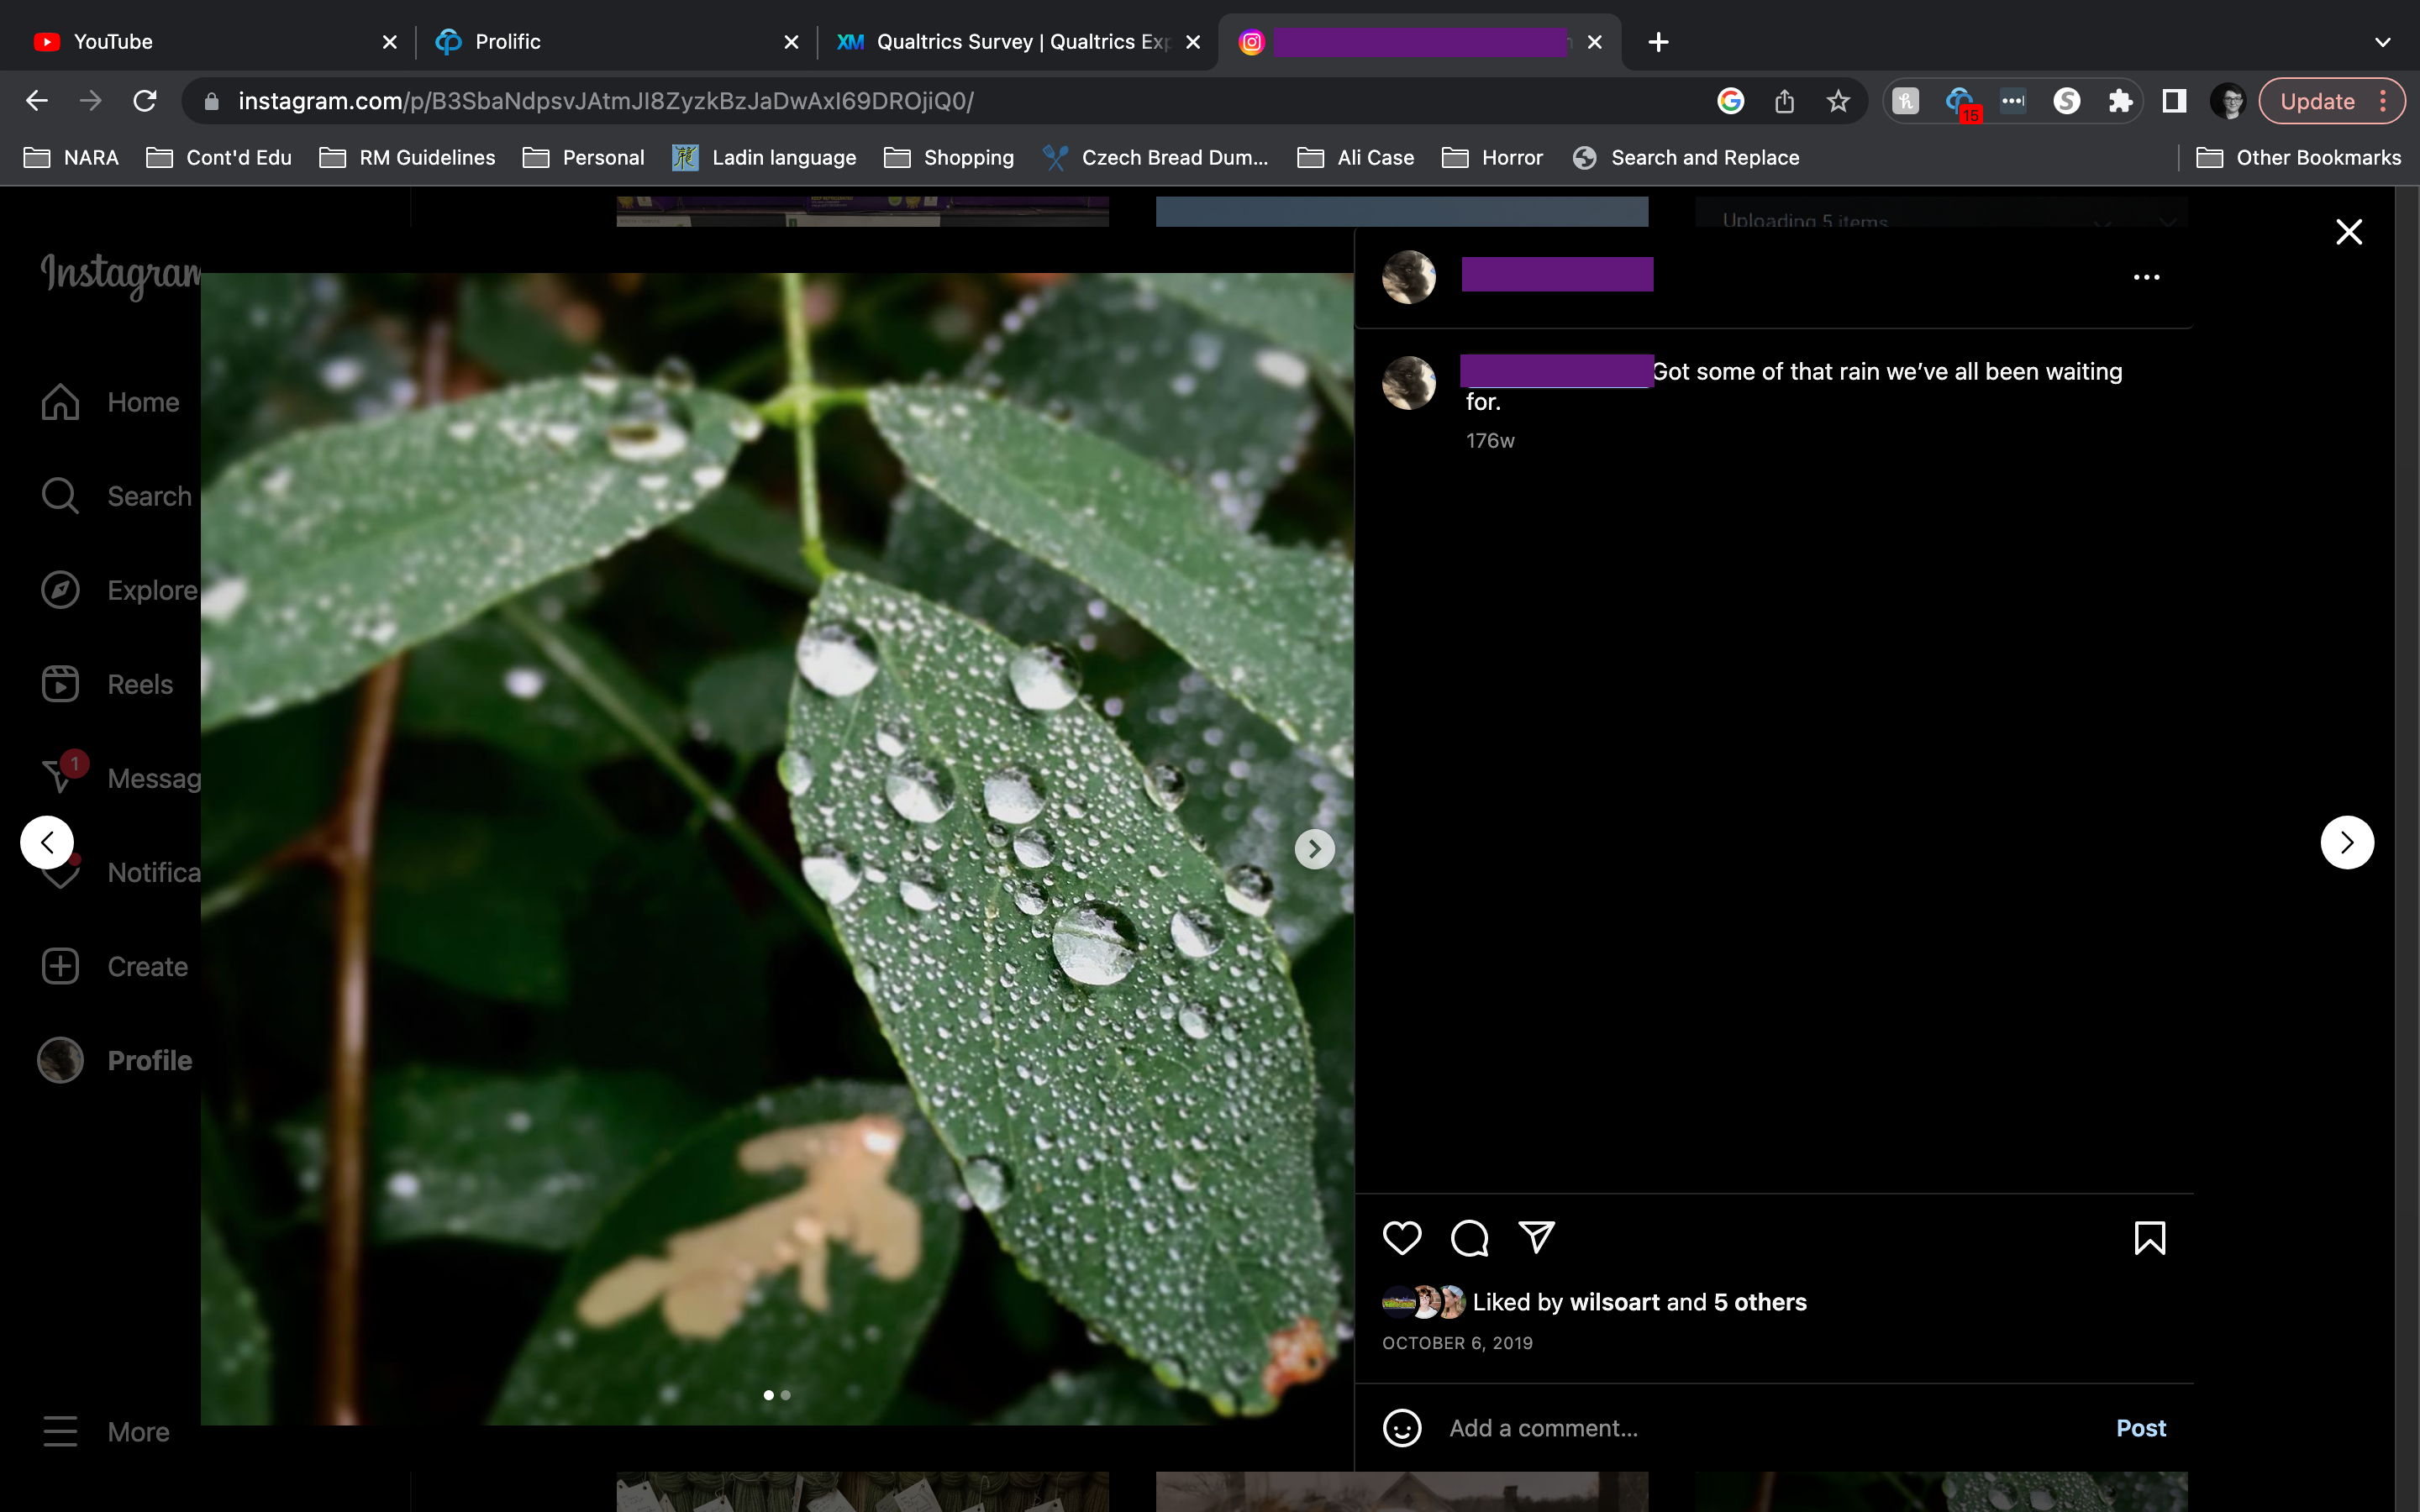 YouTube
Prolific
XM Qualtrics Survey | Qualtrics Exp
instagram.com/p/B3SbaNdpsvJAtmJI8ZyzkBzJaDwAxI69DROjiQ0/
15
Update
NARA
Cont'd Edu
RM Guidelines
Personal
Ladin language
Shopping
Czech Bread Dum...
Ali Case
Horror
Search and Replace
Other Bookmarks
Uploading 5 items
Instagram
Home
Search
Explore
Reels
1
Messag
Notifica
Create
Profile
More
Got some of that rain we’ve all been waiting
for.
176w
Liked by wilsoart and 5 others
OCTOBER 6, 2019
Add a comment...
Post